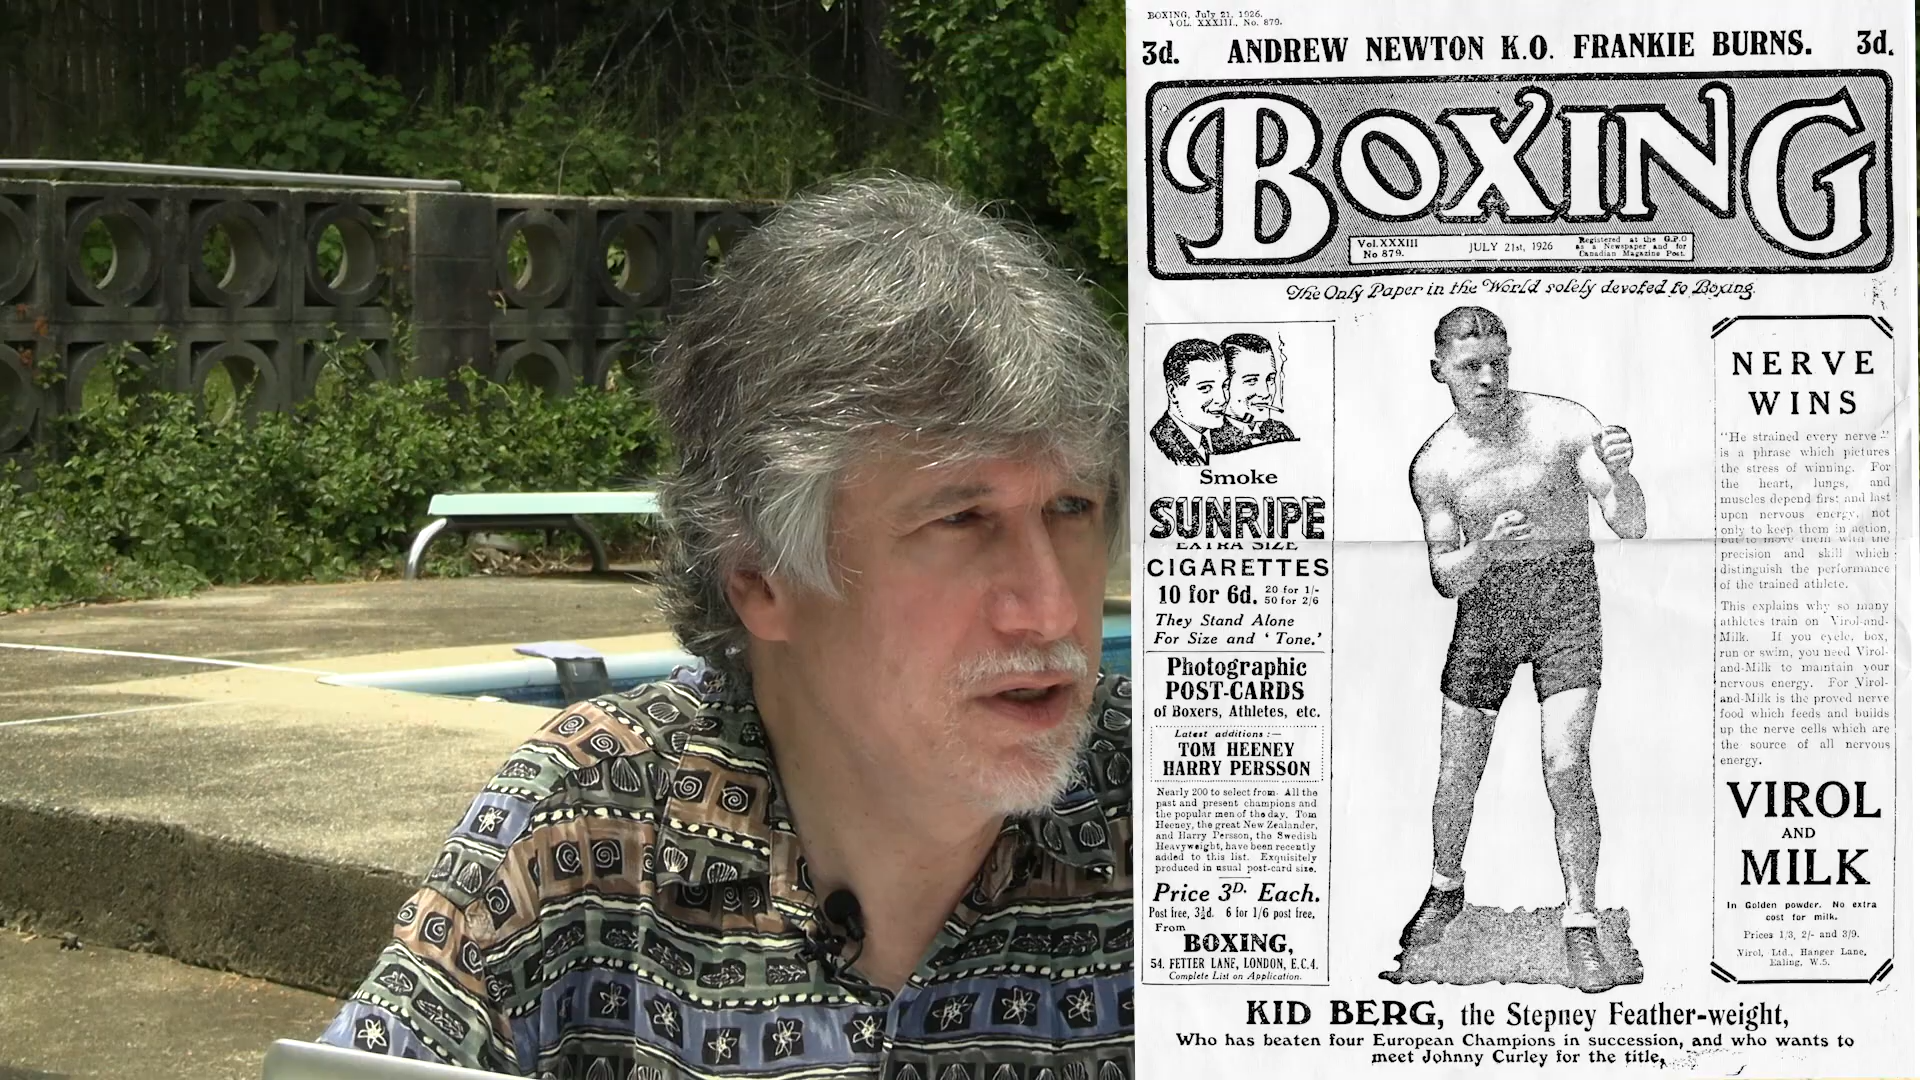 BOXING, July 21, 1926.
VOL. XXXIII., No. 879.
3d. ANDREW NEWTON K.O. FRANKIE BURNS. 3d.
BOXING
Vol.XXXIII
No 879.
JULY 21st, 1926
Registered at the G.P.O
as a Newspaper and for
Canadian Magazine Post.
The Only Paper in the World solely devoted to Boxing.
Smoke
SUNRIPE
EXTRA SIZE
CIGARETTES
10 for 6d. 20 for 1/-
50 for 2/6
They Stand Alone
For Size and ‘ Tone.’
Photographic
POST-CARDS
of Boxers, Athletes, etc.
Latest additions :—
TOM HEENEY
HARRY PERSSON
Nearly 200 to select from. All the
past and present champions and
the popular men of the day. Tom
Heeney, the great New Zealander,
and Harry Persson, the Swedish
Heavyweight, have been recently
added to this list. Exquisitely
produced in usual post-card size.
Price 3D. Each.
Post free, 3½d. 6 for 1/6 post free,
From
BOXING,
54, FETTER LANE, LONDON, E.C.4.
Complete List on Application.
NERVE
WINS
"He strained every nerve"
is a phrase which pictures
the stress of winning. For
the heart, lungs, and
muscles depend first and last
upon nervous energy, not
only to keep them in action,
but to move them with the
precision and skill which
distinguish the performance
of the trained athlete.
This explains why so many
athletes train on Virol-and-
Milk. If you cycle, box,
run or swim, you need Virol-
and-Milk to maintain your
nervous energy. For Virol-
and-Milk is the proved nerve
food which feeds and builds
up the nerve cells which are
the source of all nervous
energy.
VIROL
AND
MILK
In Golden powder. No extra
cost for milk.
Prices 1/3, 2/- and 3/9.
Virol, Ltd., Hanger Lane,
Ealing, W.5.
KID BERG, the Stepney Feather-weight,
Who has beaten four European Champions in succession, and who wants to
meet Johnny Curley for the title.